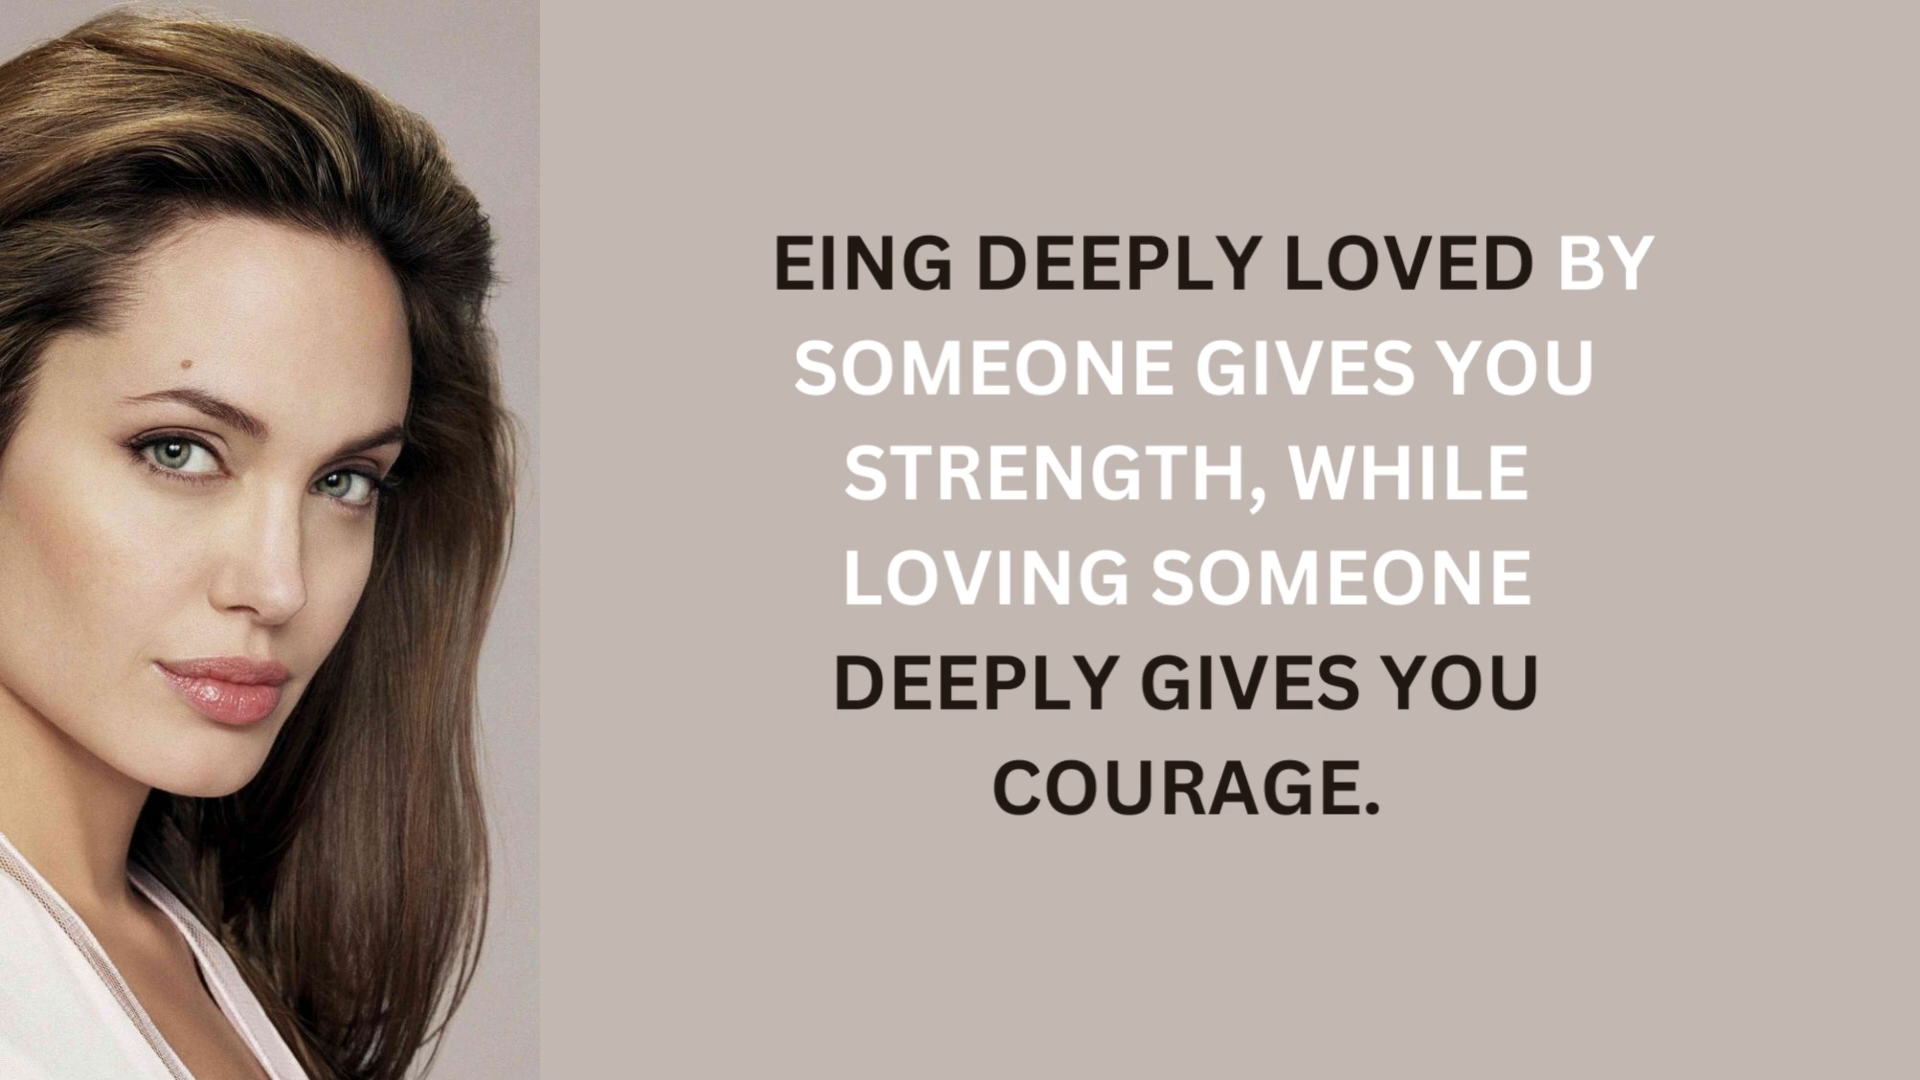 EING DEEPLY LOVED BY
SOMEONE GIVES YOU
STRENGTH, WHILE
LOVING SOMEONE
DEEPLY GIVES YOU
COURAGE.